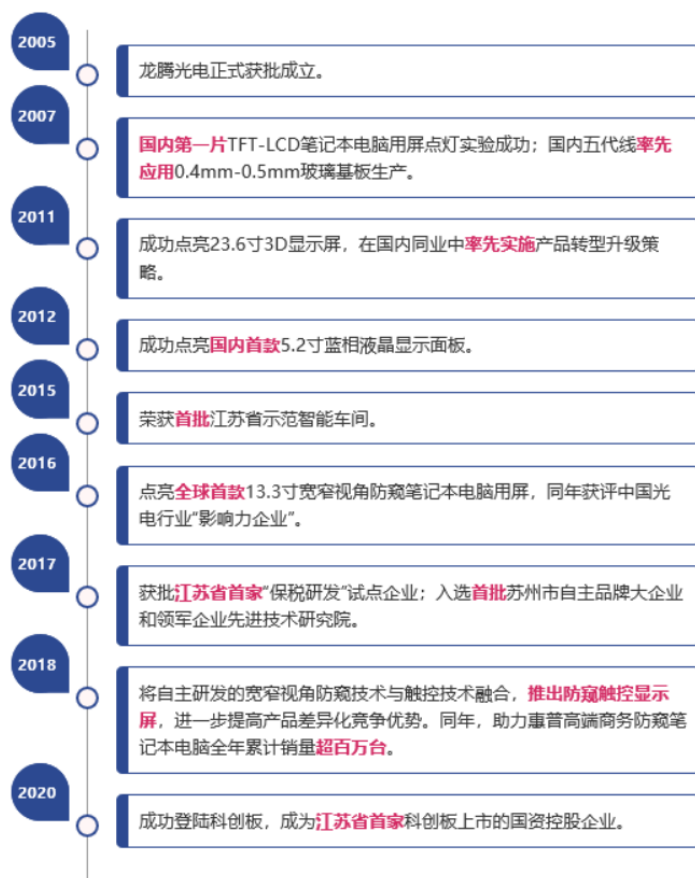 2005
龙腾光电正式获批成立。
2007
国内第一片TFT-LCD笔记本电脑用屏点灯实验成功；国内五代线率先
应用0.4mm-0.5mm玻璃基板生产。
2011
成功点亮23.6寸3D显示屏，在国内同业中率先实施产品转型升级策
略。
2012
成功点亮国内首款5.2寸蓝相液晶显示面板。
2015
荣获首批江苏省示范智能车间。
2016
点亮全球首款13.3寸宽窄视角防窥笔记本电脑用屏，同年获评中国光
电行业“影响力企业”。
2017
获批江苏省首家“保税研发”试点企业；入选首批苏州市自主品牌大企业
和领军企业先进技术研究院。
2018
将自主研发的宽窄视角防窥技术与触控技术融合，推出防窥触控显示
屏，进一步提高产品差异化竞争优势。同年，助力惠普高端商务防窥笔
记本电脑全年累计销量超百万台。
2020
成功登陆科创板，成为江苏省首家科创板上市的国资控股企业。